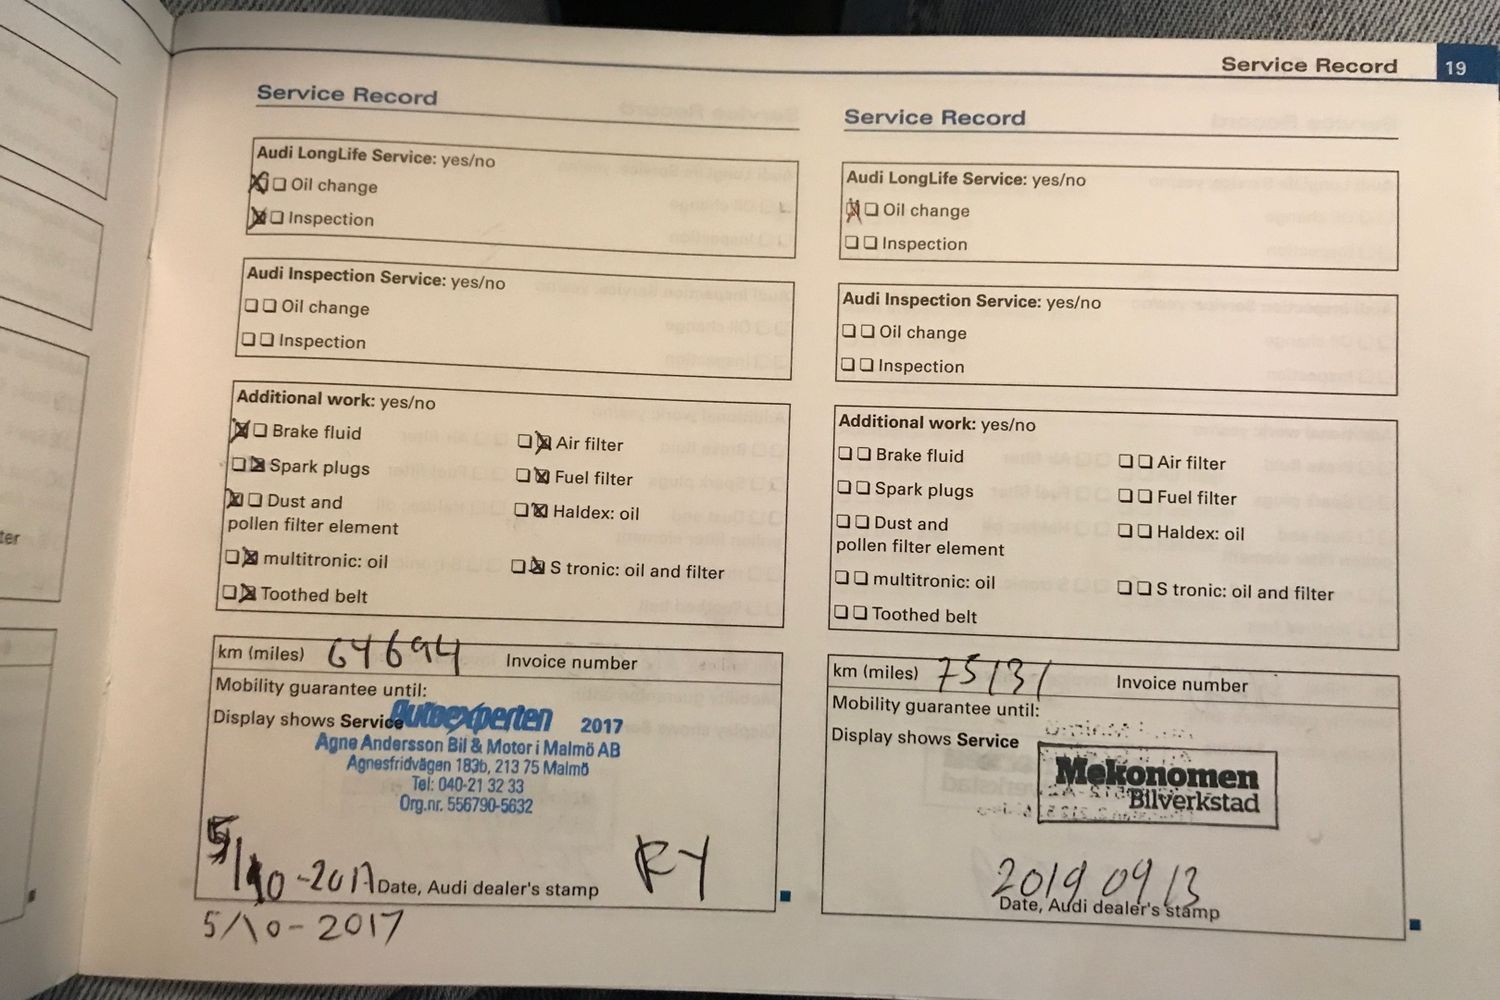 Service Record 19
Service Record
Audi LongLife Service: yes/no
Oil change
Inspection
Audi Inspection Service: yes/no
Oil change
Inspection
Additional work: yes/no
Brake fluid
Air filter
Spark plugs
Fuel filter
Dust and
pollen filter element
Haldex: oil
multitronic: oil
S tronic: oil and filter
Toothed belt
km (miles) 64694 Invoice number
Mobility guarantee until:
Display shows Service
Autoexperten 2017
Agne Andersson Bil & Motor i Malmö AB
Agnesfridvägen 183b, 213 75 Malmö
Tel: 040-21 32 33
Org.nr. 556790-5632
5/10-2017 Date, Audi dealer's stamp RY
5/10-2017
Service Record
Audi LongLife Service: yes/no
Oil change
Inspection
Audi Inspection Service: yes/no
Oil change
Inspection
Additional work: yes/no
Brake fluid
Air filter
Spark plugs
Fuel filter
Dust and
pollen filter element
Haldex: oil
multitronic: oil
S tronic: oil and filter
Toothed belt
km (miles) 75131 Invoice number
Mobility guarantee until:
Display shows Service
Mekonomen
Bilverkstad
2019 09 13
Date, Audi dealer's stamp
ter